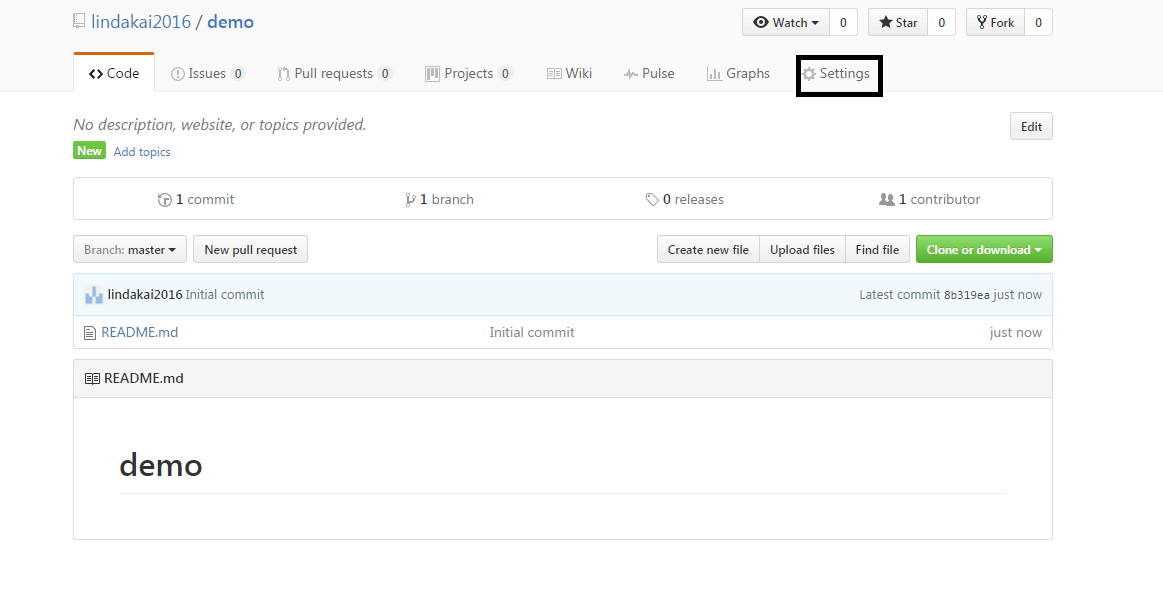 lindakai2016 / demo
Watch 0 Star 0 Fork 0
Code Issues 0 Pull requests 0 Projects 0 Wiki Pulse Graphs Settings
No description, website, or topics provided.
Edit
New Add topics
1 commit 1 branch 0 releases 1 contributor
Branch: master New pull request Create new file Upload files Find file Clone or download
lindakai2016 Initial commit Latest commit 8b319ea just now
README.md Initial commit just now
README.md
demo